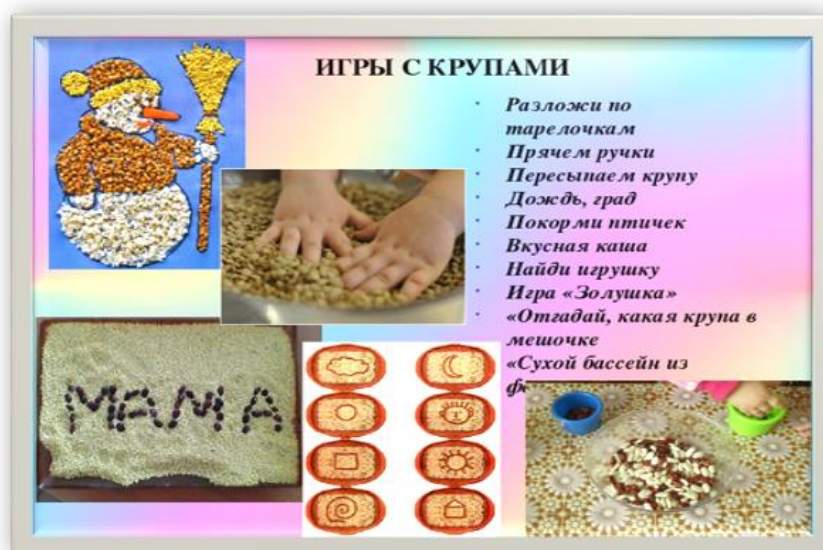 ИГРЫ С КРУПАМИ
Разложи по
тарелочкам
Прячем ручки
Пересыпаем крупу
Дождь, град
Покорми птичек
Вкусная каша
Найди игрушку
Игра «Золушка»
«Отгадай, какая крупа в
мешочке
«Сухой бассейн из
МАМА